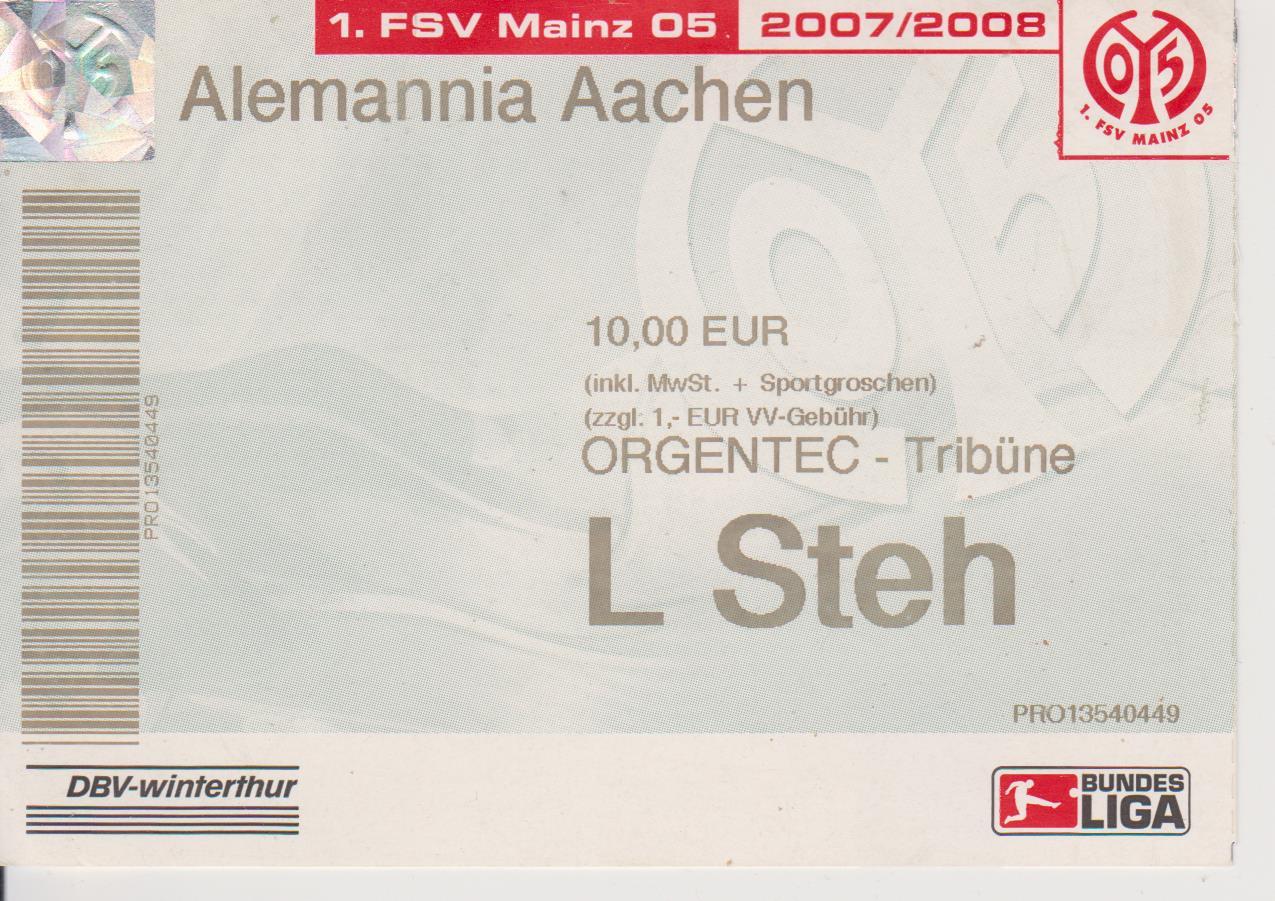 1. FSV Mainz 05 2007/2008
Alemannia Aachen
1. FSV MAINZ 05
10,00 EUR
(inkl. MwSt. + Sportgroschen)
(zzgl. 1,- EUR VV-Gebühr)
ORGENTEC - Tribüne
L Steh
PRO13540449
PRO13540449
DBV-winterthur
BUNDES
LIGA